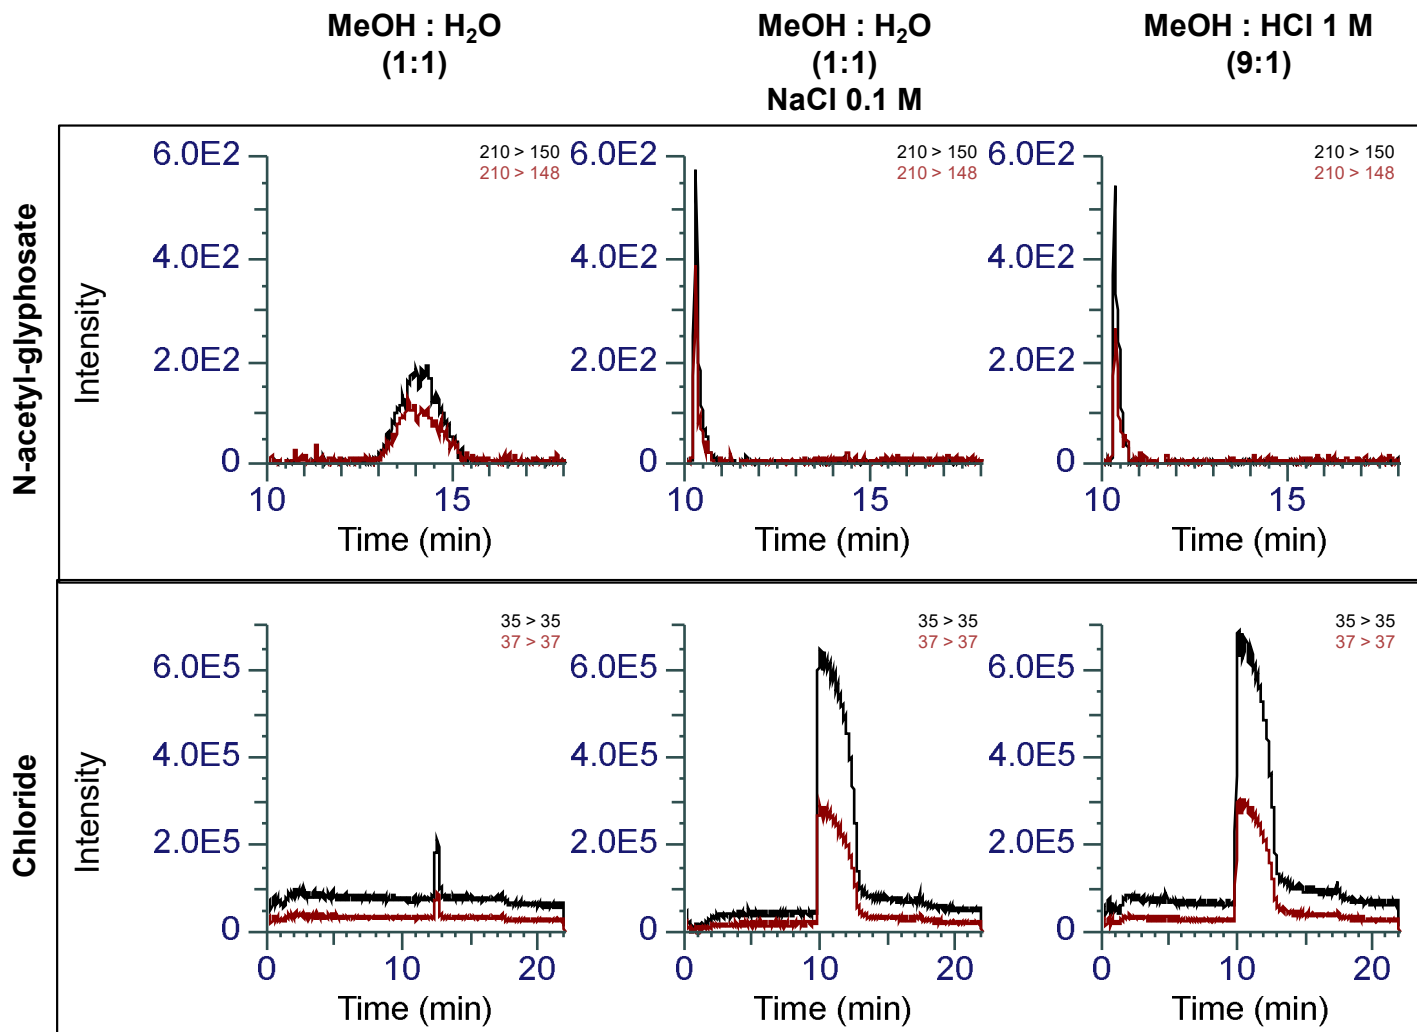 MeOH : H₂O
(1:1)
MeOH : H₂O
(1:1)
NaCl 0.1 M
MeOH : HCl 1 M
(9:1)
N-acetyl-glyphosate
Intensity
6.0E2
4.0E2
2.0E2
0
210 > 150
210 > 148
10
15
Time (min)
6.0E2
4.0E2
2.0E2
0
210 > 150
210 > 148
10
15
Time (min)
6.0E2
4.0E2
2.0E2
0
210 > 150
210 > 148
10
15
Time (min)
Chloride
Intensity
6.0E5
4.0E5
2.0E5
0
35 > 35
37 > 37
0
10
20
Time (min)
6.0E5
4.0E5
2.0E5
0
35 > 35
37 > 37
0
10
20
Time (min)
6.0E5
4.0E5
2.0E5
0
35 > 35
37 > 37
0
10
20
Time (min)